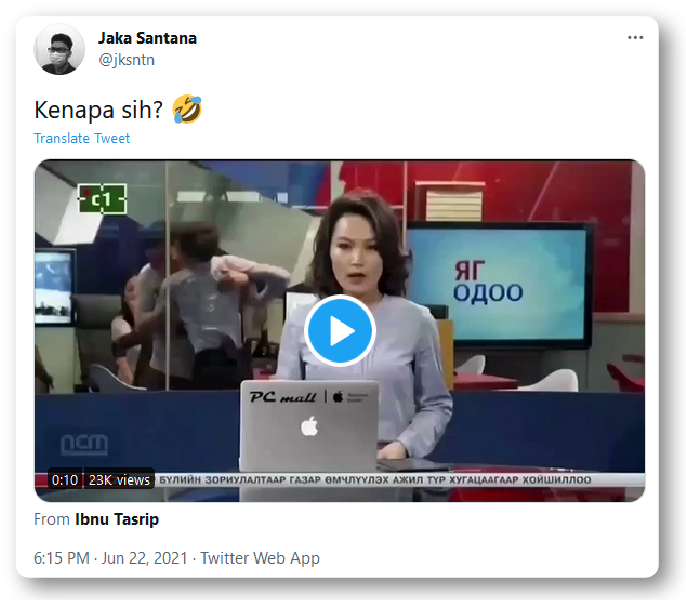 Jaka Santana
@jksntn
Kenapa sih? 🤣
Translate Tweet
c1
ЯГ
ОДОО
PC mall
ncm
0:10 23K views
БҮЛИЙН ЗОРИУЛАЛТААР ГАЗАР ӨМЧЛҮҮЛЭХ АЖИЛ ТҮР ХУГАЦААГААР ХОЙШИЛЛОО
From Ibnu Tasrip
6:15 PM · Jun 22, 2021 · Twitter Web App